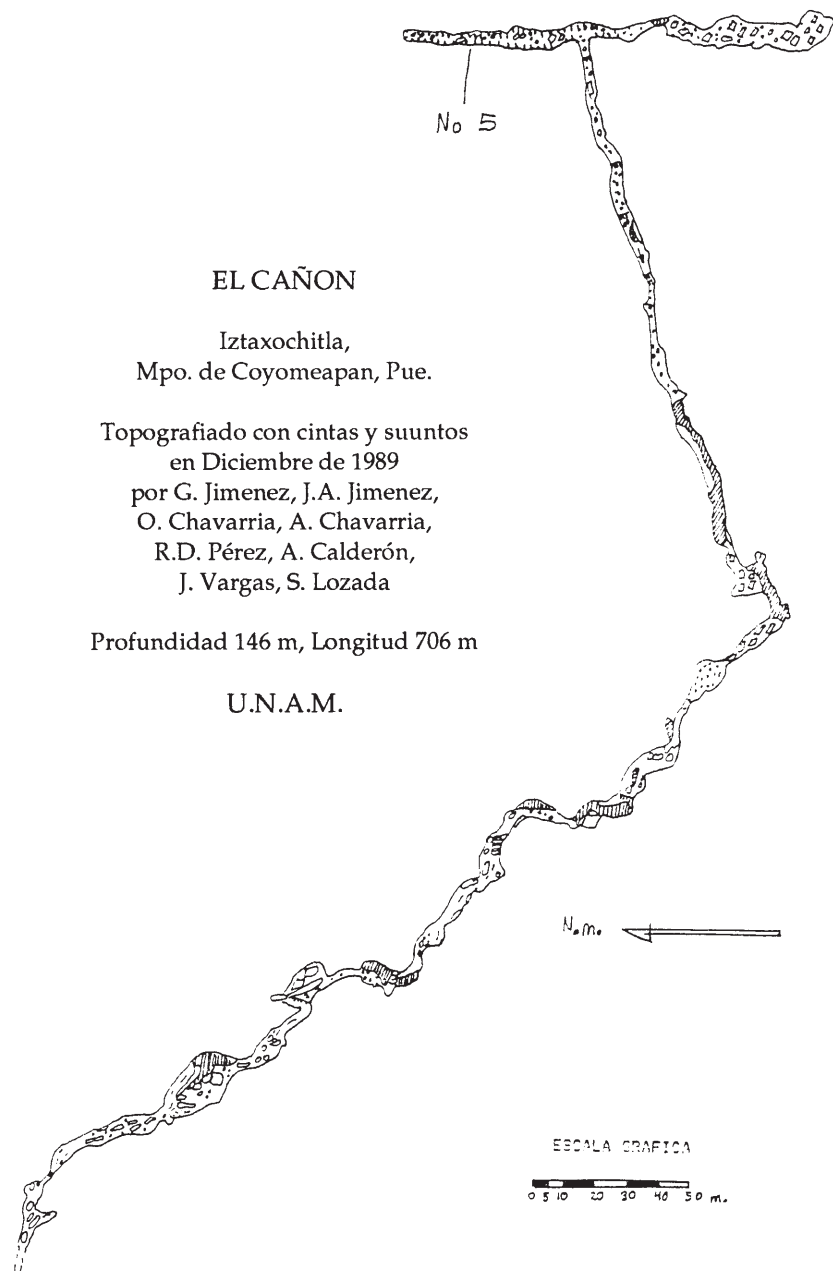 No 5
EL CAÑON
Iztaxochitla,
Mpo. de Coyomeapan, Pue.
Topografiado con cintas y suuntos
en Diciembre de 1989
por G. Jimenez, J.A. Jimenez,
O. Chavarria, A. Chavarria,
R.D. Pérez, A. Calderón,
J. Vargas, S. Lozada
Profundidad 146 m, Longitud 706 m
U.N.A.M.
N.m.
ESCALA GRAFICA
0 5 10 20 30 40 50 m.